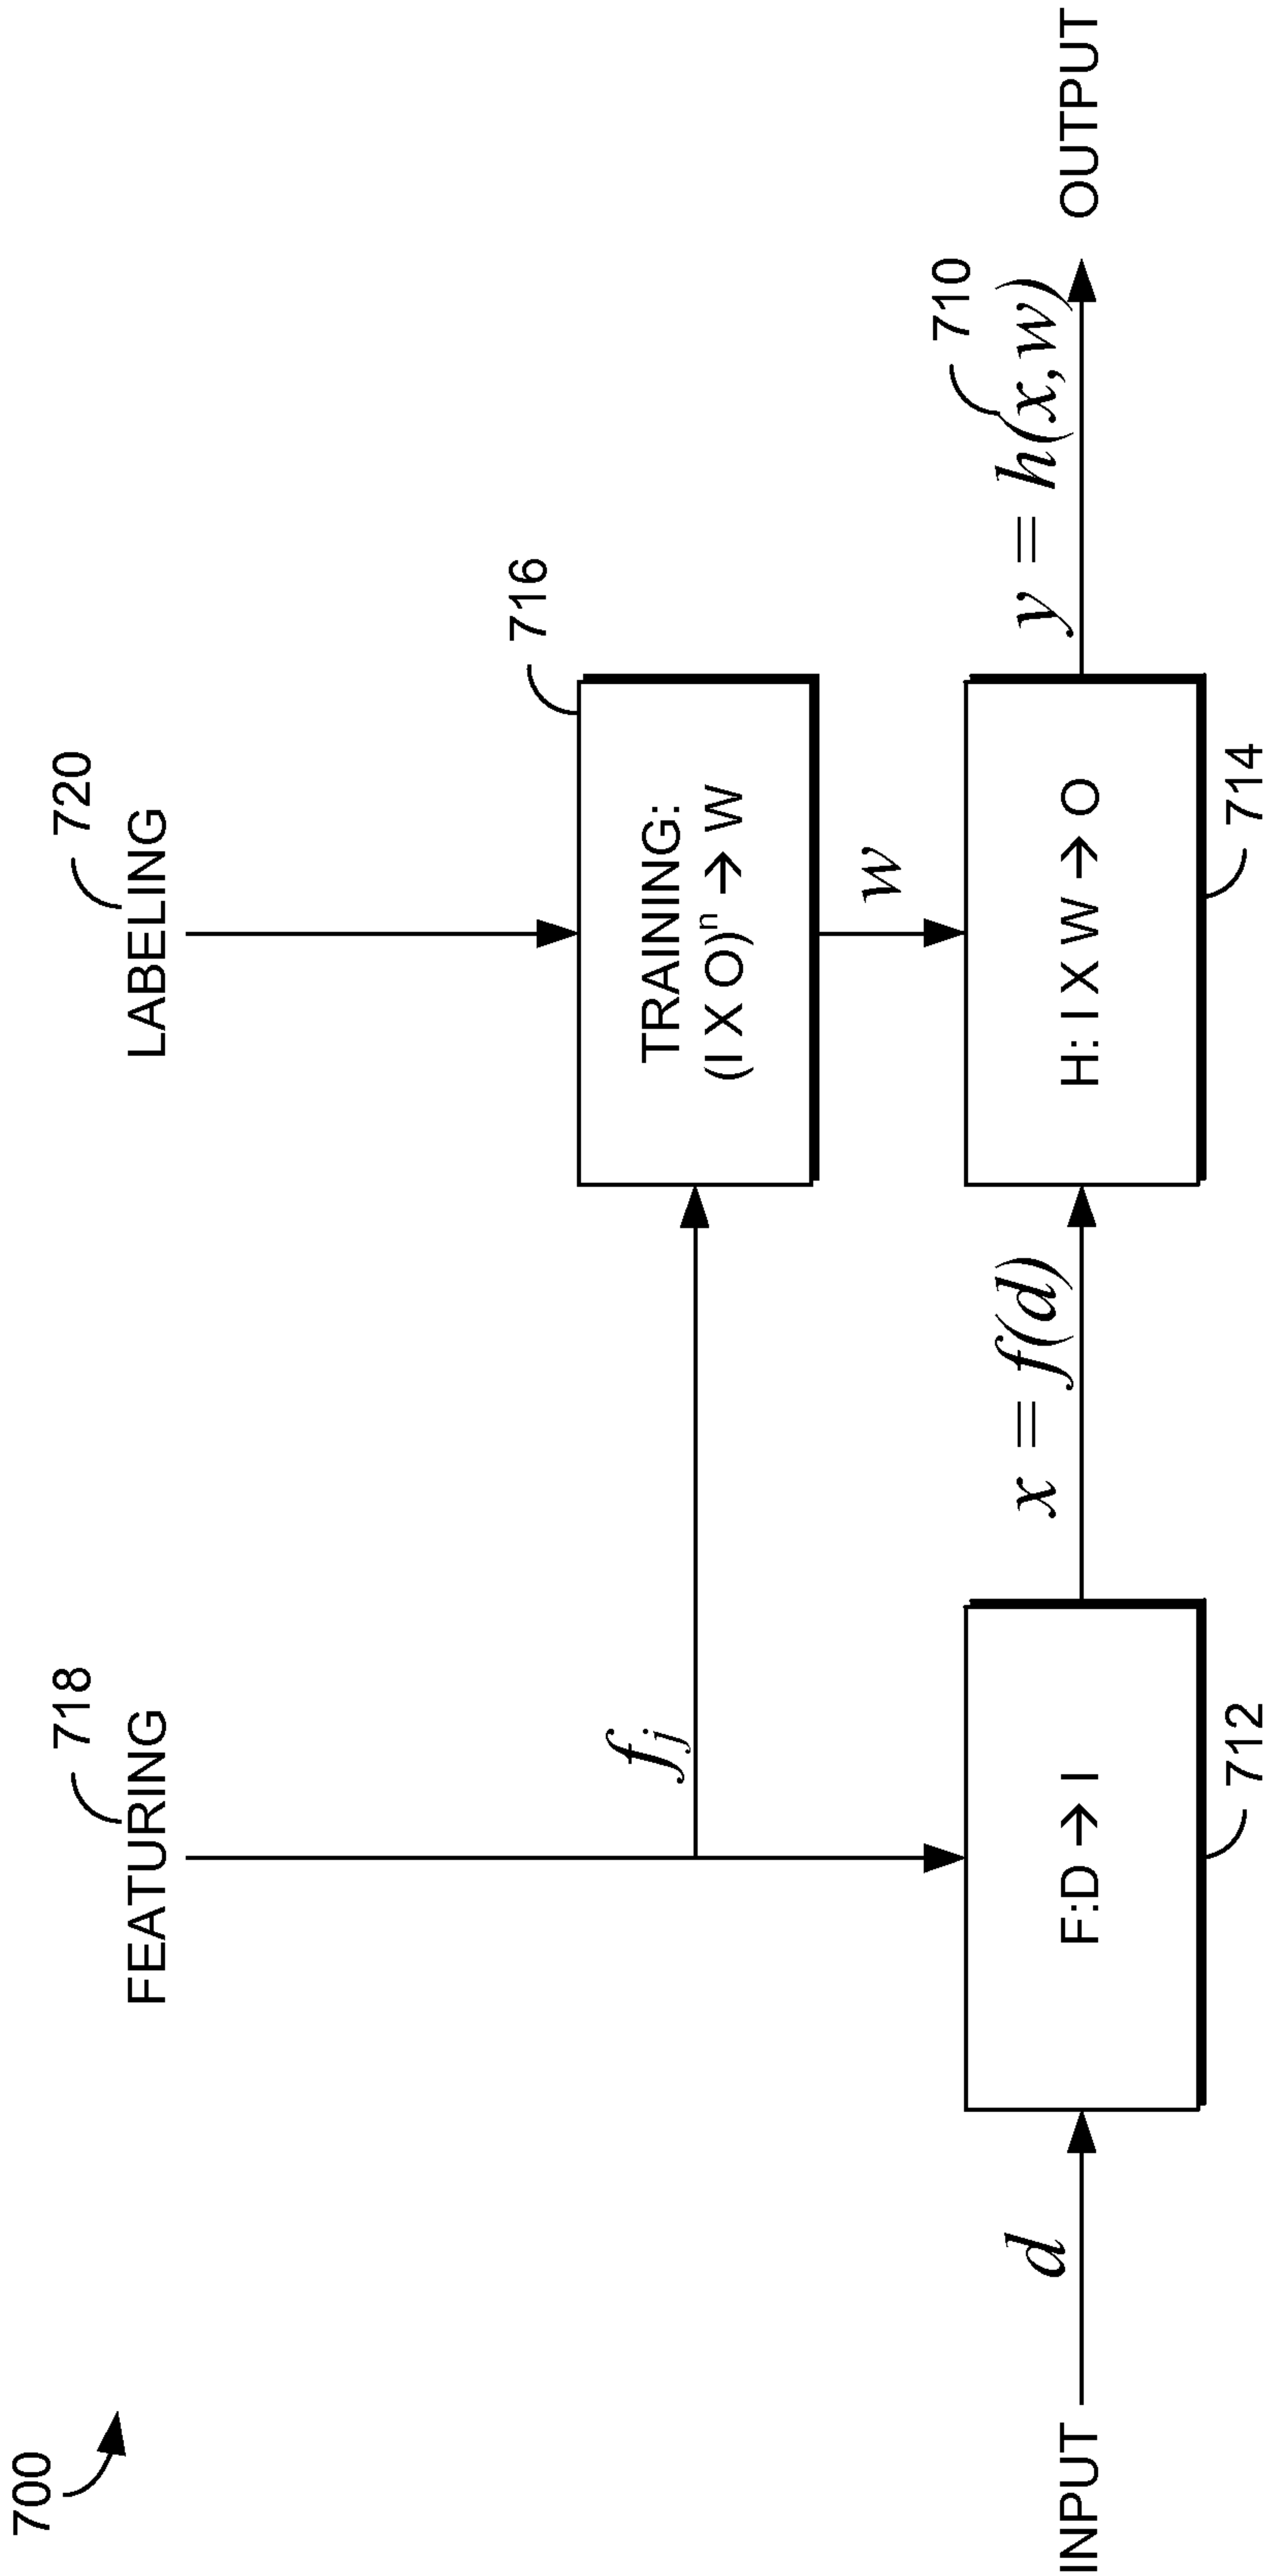 700
718
FEATURING
720
LABELING
716
TRAINING:
(I X O)ⁿ → W
f_j
w
710
INPUT
d
F:D → I
712
x = f(d)
H: I X W → O
714
y = h(x,w)
OUTPUT